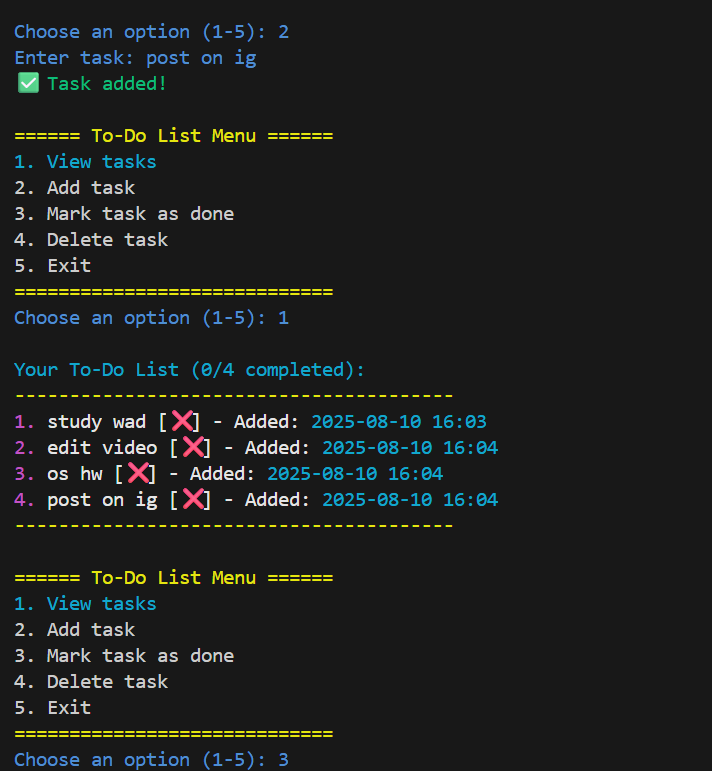 Choose an option (1-5): 2
Enter task: post on ig
✅ Task added!
====== To-Do List Menu ======
1. View tasks
2. Add task
3. Mark task as done
4. Delete task
5. Exit
=============================
Choose an option (1-5): 1
Your To-Do List (0/4 completed):
----------------------------------------
1. study wad [❌] - Added: 2025-08-10 16:03
2. edit video [❌] - Added: 2025-08-10 16:04
3. os hw [❌] - Added: 2025-08-10 16:04
4. post on ig [❌] - Added: 2025-08-10 16:04
----------------------------------------
====== To-Do List Menu ======
1. View tasks
2. Add task
3. Mark task as done
4. Delete task
5. Exit
=============================
Choose an option (1-5): 3